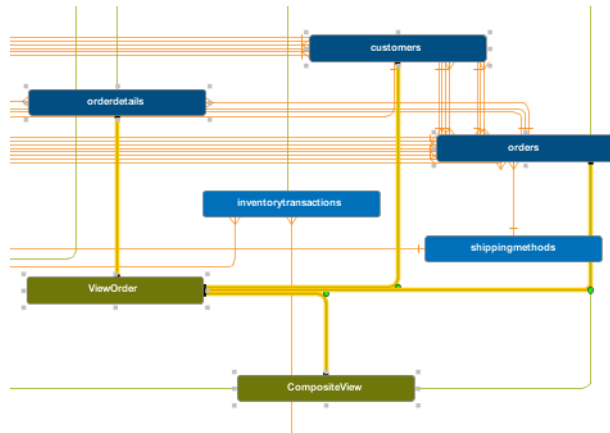 customers
orderdetails
orders
inventorytransactions
shippingmethods
ViewOrder
CompositeView